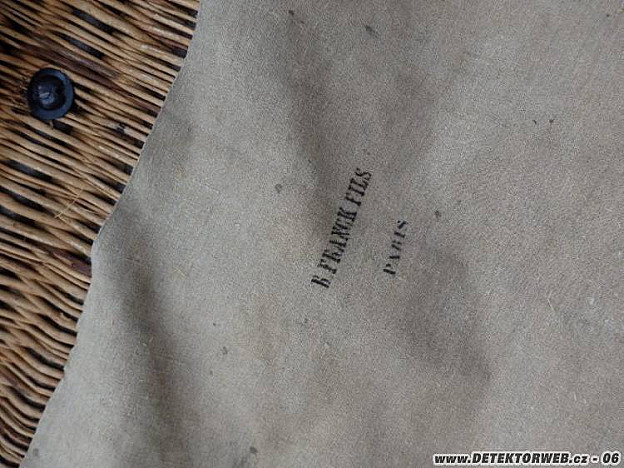 B. FRANCK FILS
PARIS
www.DETEKTORWEB.cz - 06